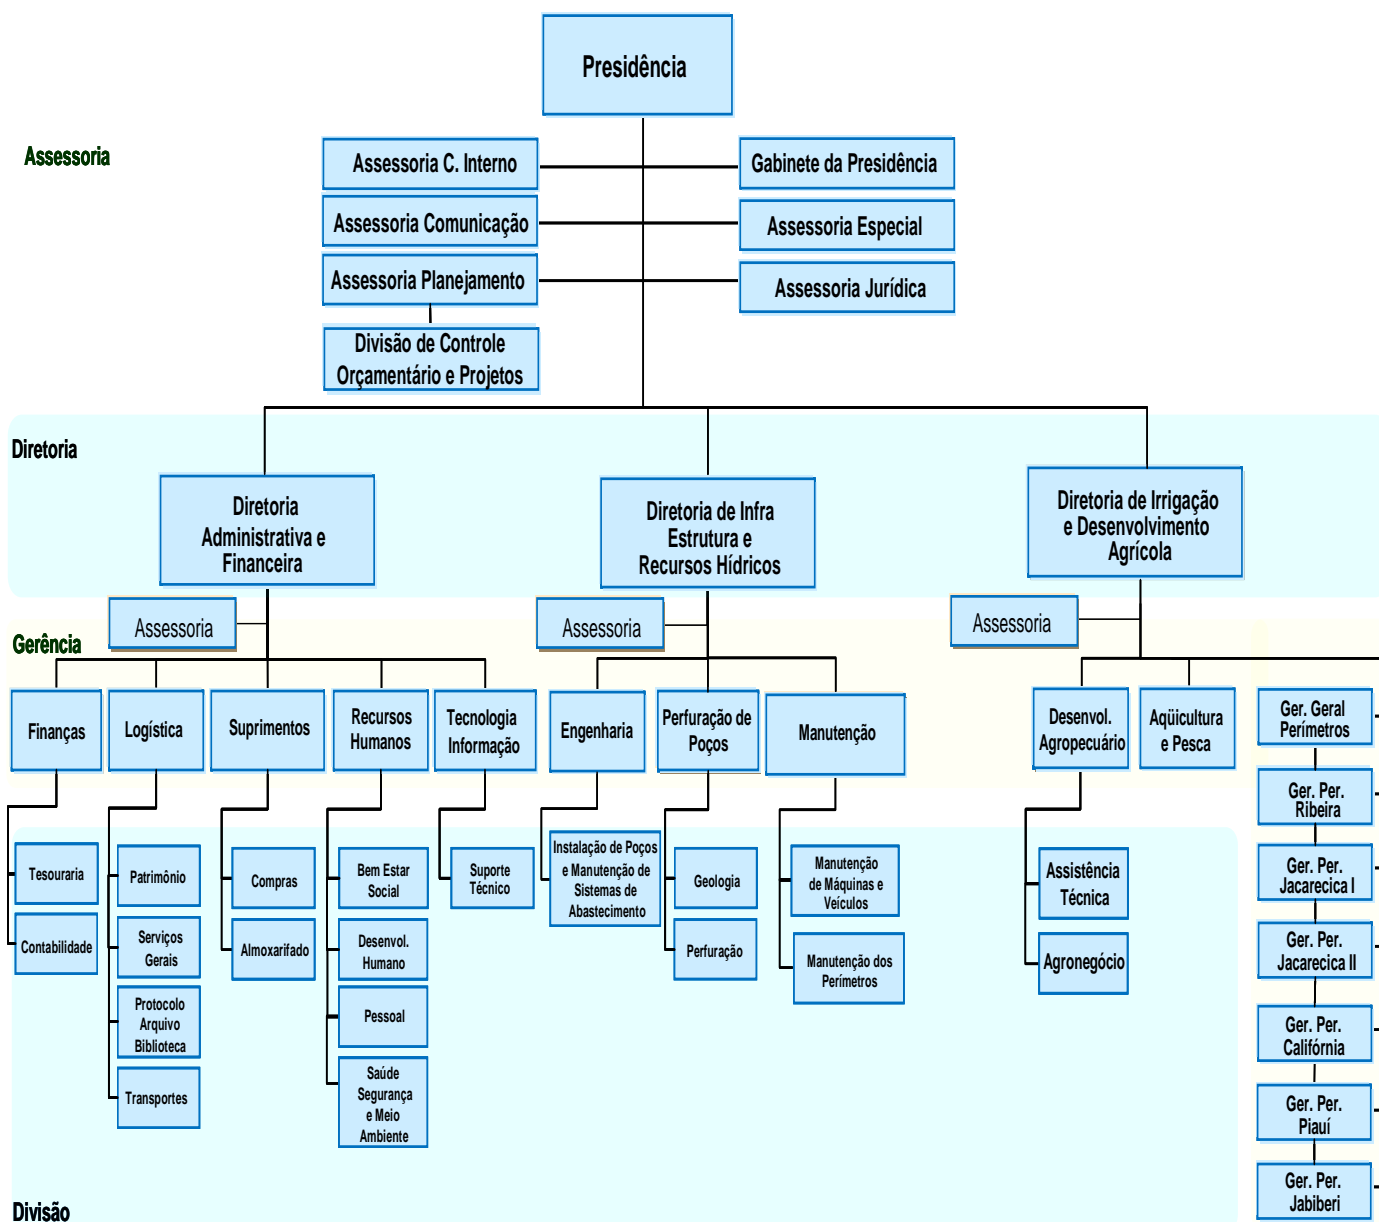 Presidência
Assessoria
Assessoria C. Interno
Gabinete da Presidência
Assessoria Comunicação
Assessoria Especial
Assessoria Planejamento
Assessoria Jurídica
Divisão de Controle
Orçamentário e Projetos
Diretoria
Diretoria
Administrativa e
Financeira
Diretoria de Infra
Estrutura e
Recursos Hídricos
Diretoria de Irrigação
e Desenvolvimento
Agrícola
Assessoria
Assessoria
Assessoria
Gerência
Finanças
Logística
Suprimentos
Recursos
Humanos
Tecnologia
Informação
Engenharia
Perfuração de
Poços
Manutenção
Desenvol.
Agropecuário
Aqüicultura
e Pesca
Ger. Geral
Perímetros
Ger. Per.
Ribeira
Ger. Per.
Jacarecica I
Ger. Per.
Jacarecica II
Ger. Per.
Califórnia
Ger. Per.
Piauí
Ger. Per.
Jabiberi
Tesouraria
Contabilidade
Patrimônio
Serviços
Gerais
Protocolo
Arquivo
Biblioteca
Transportes
Compras
Almoxarifado
Bem Estar
Social
Desenvol.
Humano
Pessoal
Saúde
Segurança
e Meio
Ambiente
Suporte
Técnico
Instalação de Poços
e Manutenção de
Sistemas de
Abastecimento
Geologia
Perfuração
Manutenção
de Máquinas e
Veículos
Manutenção dos
Perímetros
Assistência
Técnica
Agronegócio
Divisão